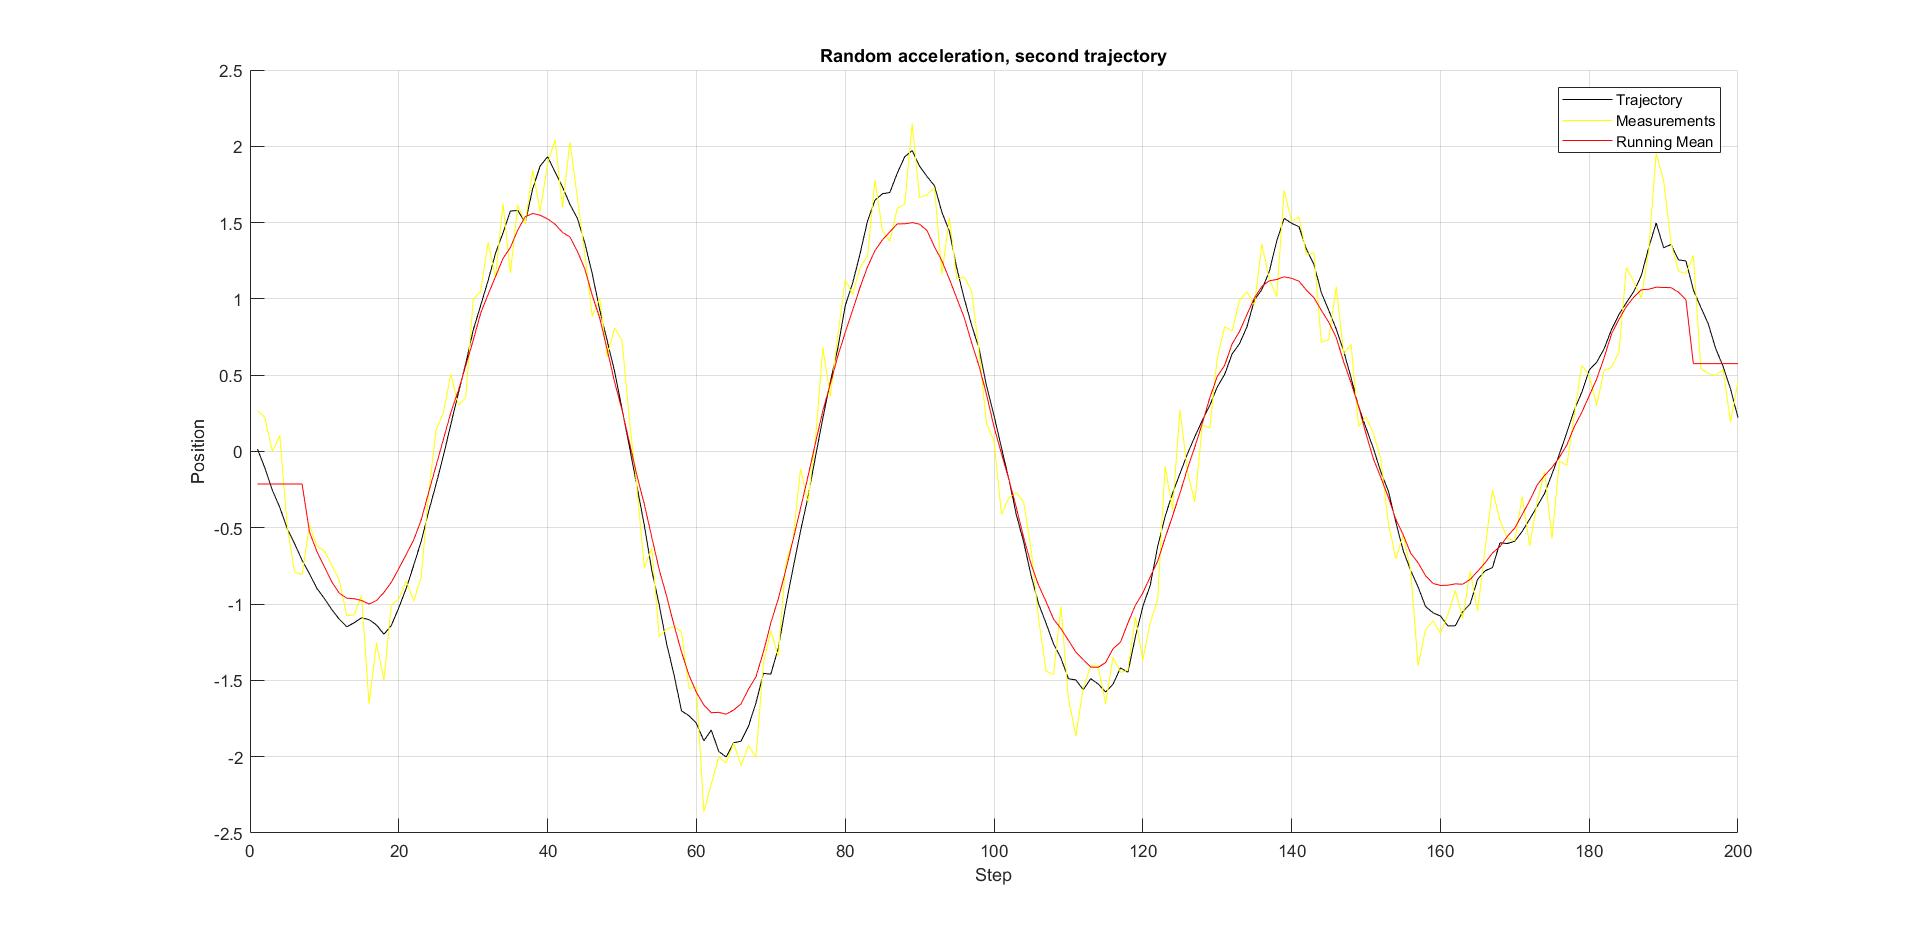 Random acceleration, second trajectory
Trajectory
Measurements
Running Mean
2.5
2
1.5
1
0.5
0
-0.5
-1
-1.5
-2
-2.5
Position
0 20 40 60 80 100 120 140 160 180 200
Step